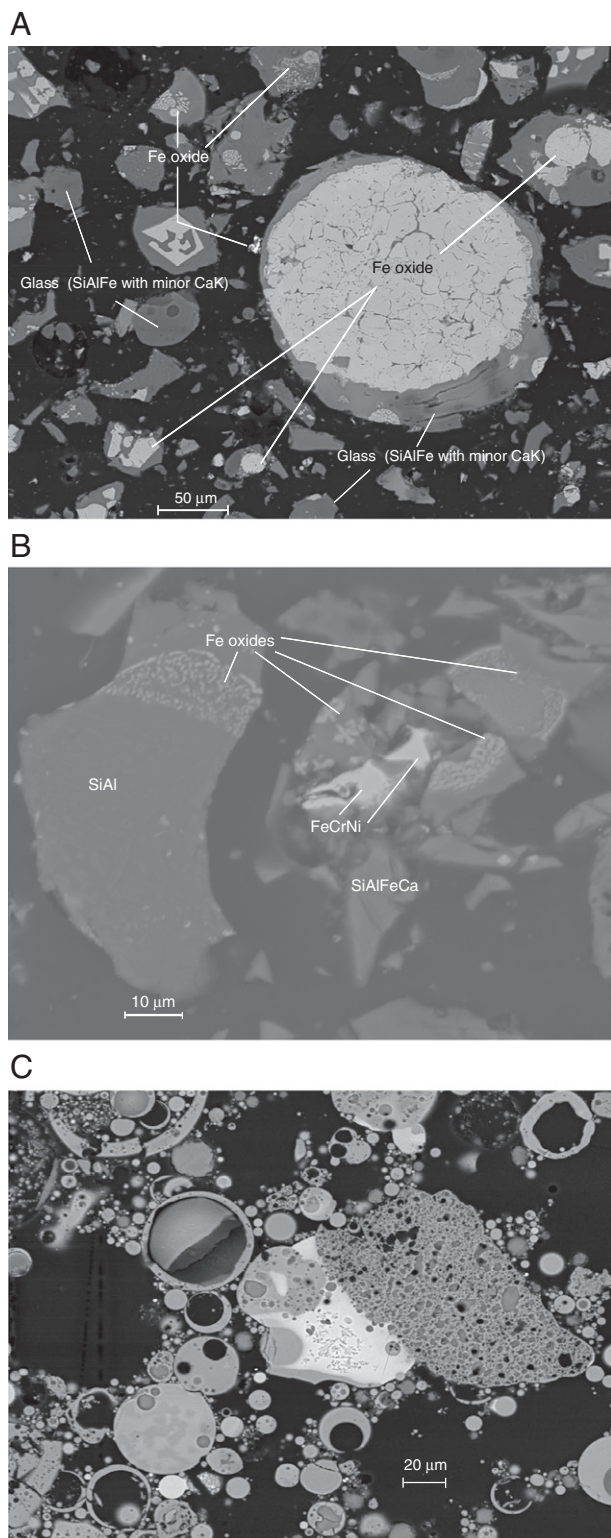 A
Fe oxide
Fe oxide
Glass (SiAlFe with minor CaK)
Glass (SiAlFe with minor CaK)
50 μm
B
Fe oxides
SiAl
FeCrNi
SiAlFeCa
10 μm
C
20 μm